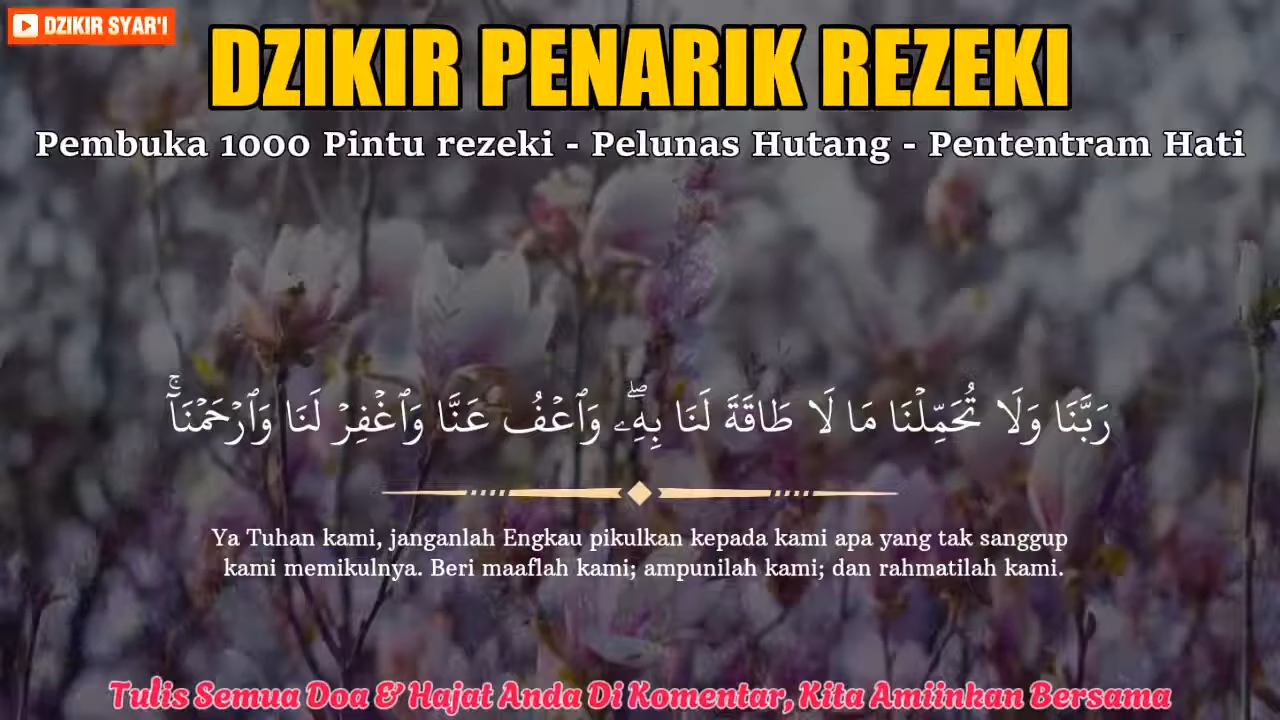 DZIKIR SYAR'I
DZIKIR PENARIK REZEKI
Pembuka 1000 Pintu rezeki - Pelunas Hutang - Pententram Hati
رَبَّنَا وَلَا تُحَمِّلْنَا مَا لَا طَاقَةَ لَنَا بِهِۦۖ وَٱعْفُ عَنَّا وَٱغْفِرْ لَنَا وَٱرْحَمْنَآۚ
Ya Tuhan kami, janganlah Engkau pikulkan kepada kami apa yang tak sanggup
kami memikulnya. Beri maaflah kami; ampunilah kami; dan rahmatilah kami.
Tulis Semua Doa & Hajat Anda Di Komentar, Kita Amiinkan Bersama